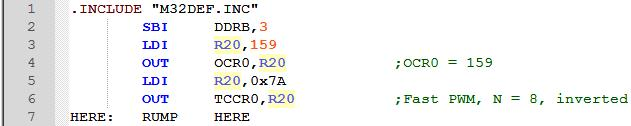 1 .INCLUDE "M32DEF.INC"
2 SBI DDRB,3
3 LDI R20,159
4 OUT OCR0,R20 ;OCR0 = 159
5 LDI R20,0x7A
6 OUT TCCR0,R20 ;Fast PWM, N = 8, inverted
7 HERE: RUMP HERE